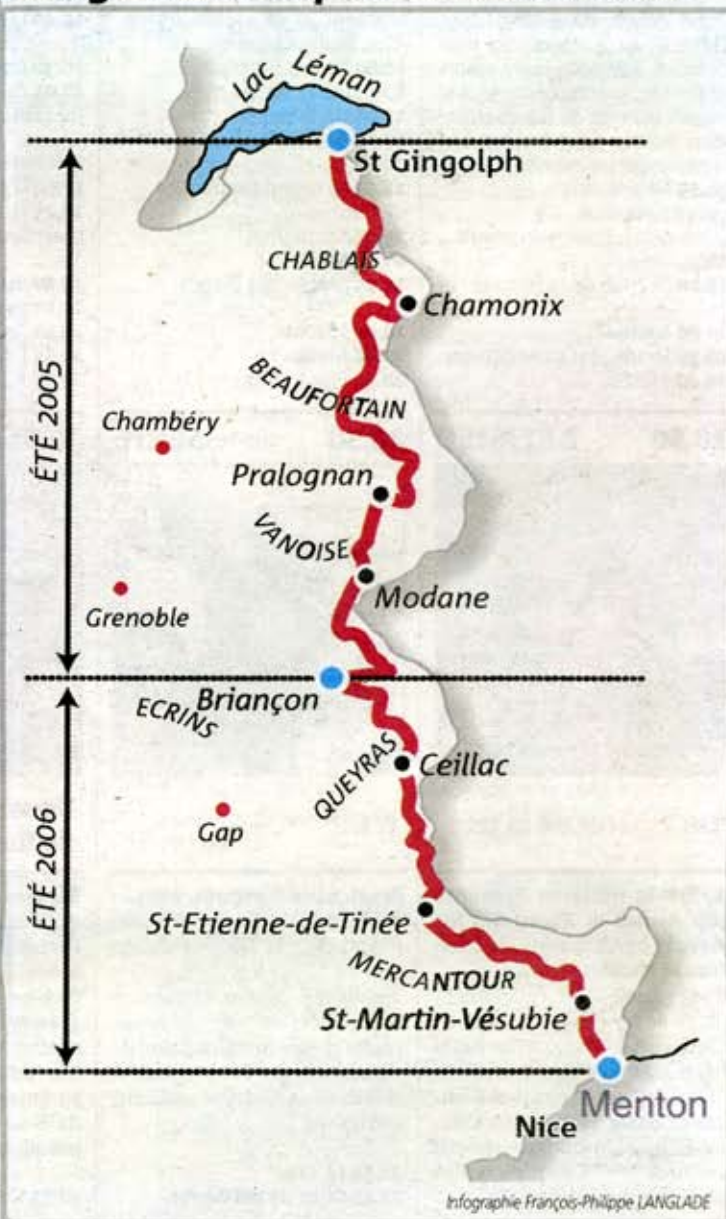 Lac Léman
St Gingolph
CHABLAIS
Chamonix
BEAUFORTAIN
ÉTÉ 2005
Chambéry
Pralognan
VANOISE
Modane
Grenoble
Briançon
ECRINS
QUEYRAS
Ceillac
Gap
ÉTÉ 2006
St-Etienne-de-Tinée
MERCANTOUR
St-Martin-Vésubie
Menton
Nice
Infographie François-Philippe LANGLADE